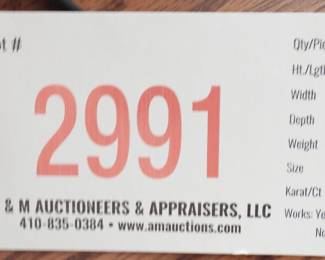 t #
2991
& M AUCTIONEERS & APPRAISERS, LLC
410-835-0384 • www.amauctions.com
Qty/Pie
Ht./Lgt
Width
Depth
Weight
Size
Karat/Ct
Works: Ye
No